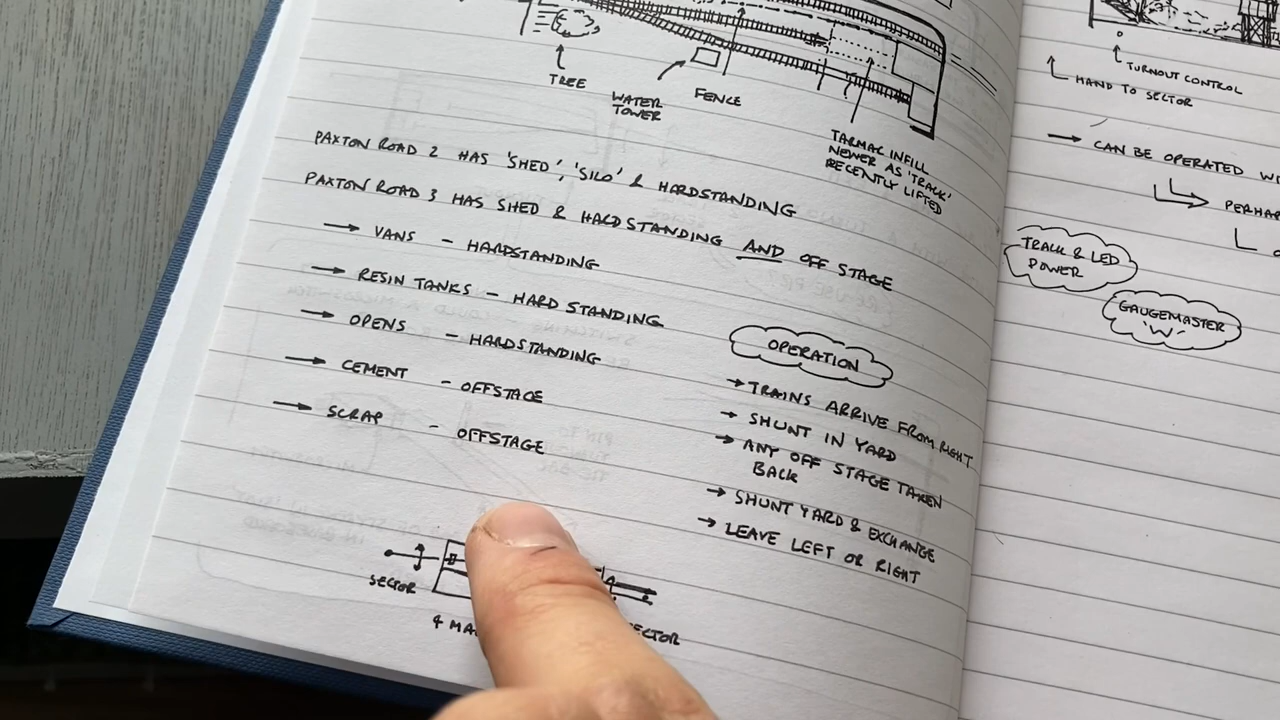 TREE
WATER
TOWER
FENCE
TARMAC INFILL
NEWER AS 'TRACK'
RECENTLY LIFTED
PAXTON ROAD 2 HAS 'SHED', 'SILO' & HARDSTANDING
PAXTON ROAD 3 HAS SHED & HARDSTANDING AND OFF STAGE
→ VANS - HARDSTANDING
→ RESIN TANKS - HARD STANDING
→ OPENS - HARDSTANDING
→ CEMENT - OFFSTAGE
→ SCRAP - OFFSTAGE
OPERATION
→ TRAINS ARRIVE FROM RIGHT
→ SHUNT IN YARD
→ ANY OFF STAGE TAKEN
BACK
→ SHUNT YARD & EXCHANGE
→ LEAVE LEFT OR RIGHT
SECTOR
4
TURNOUT CONTROL
HAND TO SECTOR
→ CAN BE OPERATED
TRACK & LED
POWER
GAUGEMASTER
'W'